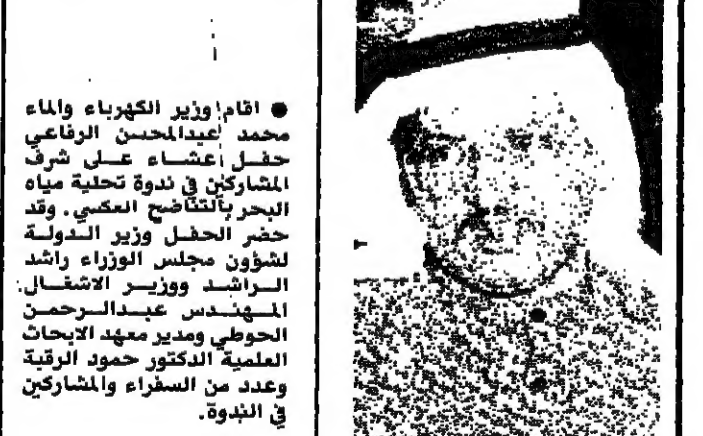 ● اقام وزير الكهرباء والماء
محمد عبدالمحسن الرفاعي
حفل عشاء على شرف
المشاركين في ندوة تحلية مياه
البحر بالتناضح العكسي. وقد
حضر الحفل وزير الدولة
لشؤون مجلس الوزراء راشد
الراشد ووزير الاشغال
المهندس عبدالرحمن
الحوطي ومدير معهد الابحاث
العلمية الدكتور حمود الرقبة
وعدد من السفراء والمشاركين
في الندوة.